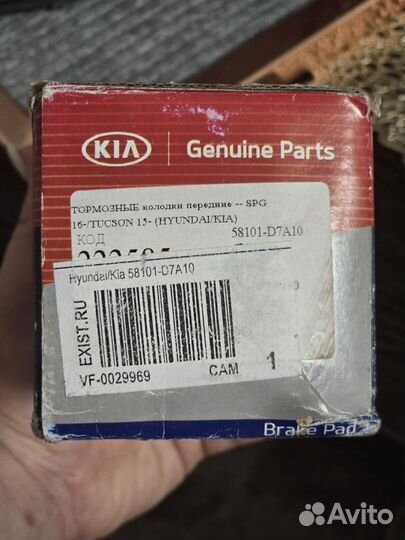 KIA
Genuine Parts
ТОРМОЗНЫЕ колодки передние -- SPG
16-/TUCSON 15- (HYUNDAI/KIA)
КОД 58101-D7A10
Hyundai/Kia 58101-D7A10
EXIST.RU
VF-0029969 САМ 1
Brake Pad
Avito